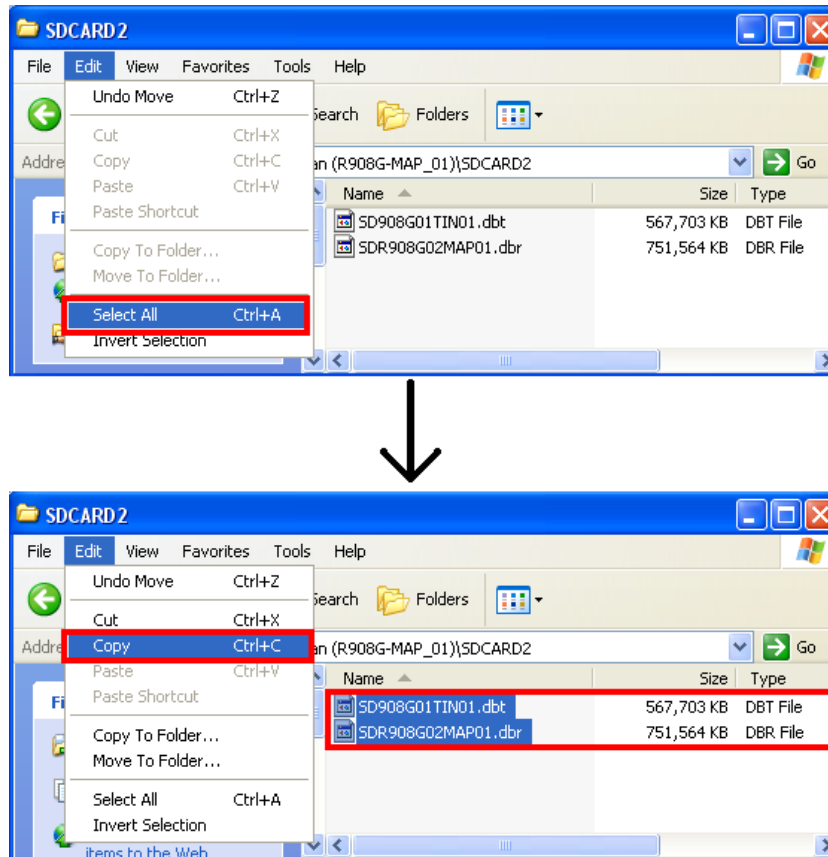 SDCARD2
File Edit View Favorites Tools Help
Undo Move Ctrl+Z
Search Folders
Cut Ctrl+X
Copy Ctrl+C
Addre an (R908G-MAP_01)\SDCARD2 Go
Paste Ctrl+V
Name Size Type
Paste Shortcut
Fi
SD908G01TIN01.dbt 567,703 KB DBT File
SDR908G02MAP01.dbr 751,564 KB DBR File
Copy To Folder...
Move To Folder...
Select All Ctrl+A
Invert Selection
SDCARD2
File Edit View Favorites Tools Help
Undo Move Ctrl+Z
Search Folders
Cut Ctrl+X
Copy Ctrl+C
Addre an (R908G-MAP_01)\SDCARD2 Go
Paste Ctrl+V
Name Size Type
Paste Shortcut
Fi
SD908G01TIN01.dbt 567,703 KB DBT File
SDR908G02MAP01.dbr 751,564 KB DBR File
Copy To Folder...
Move To Folder...
Select All Ctrl+A
Invert Selection
items to the Web